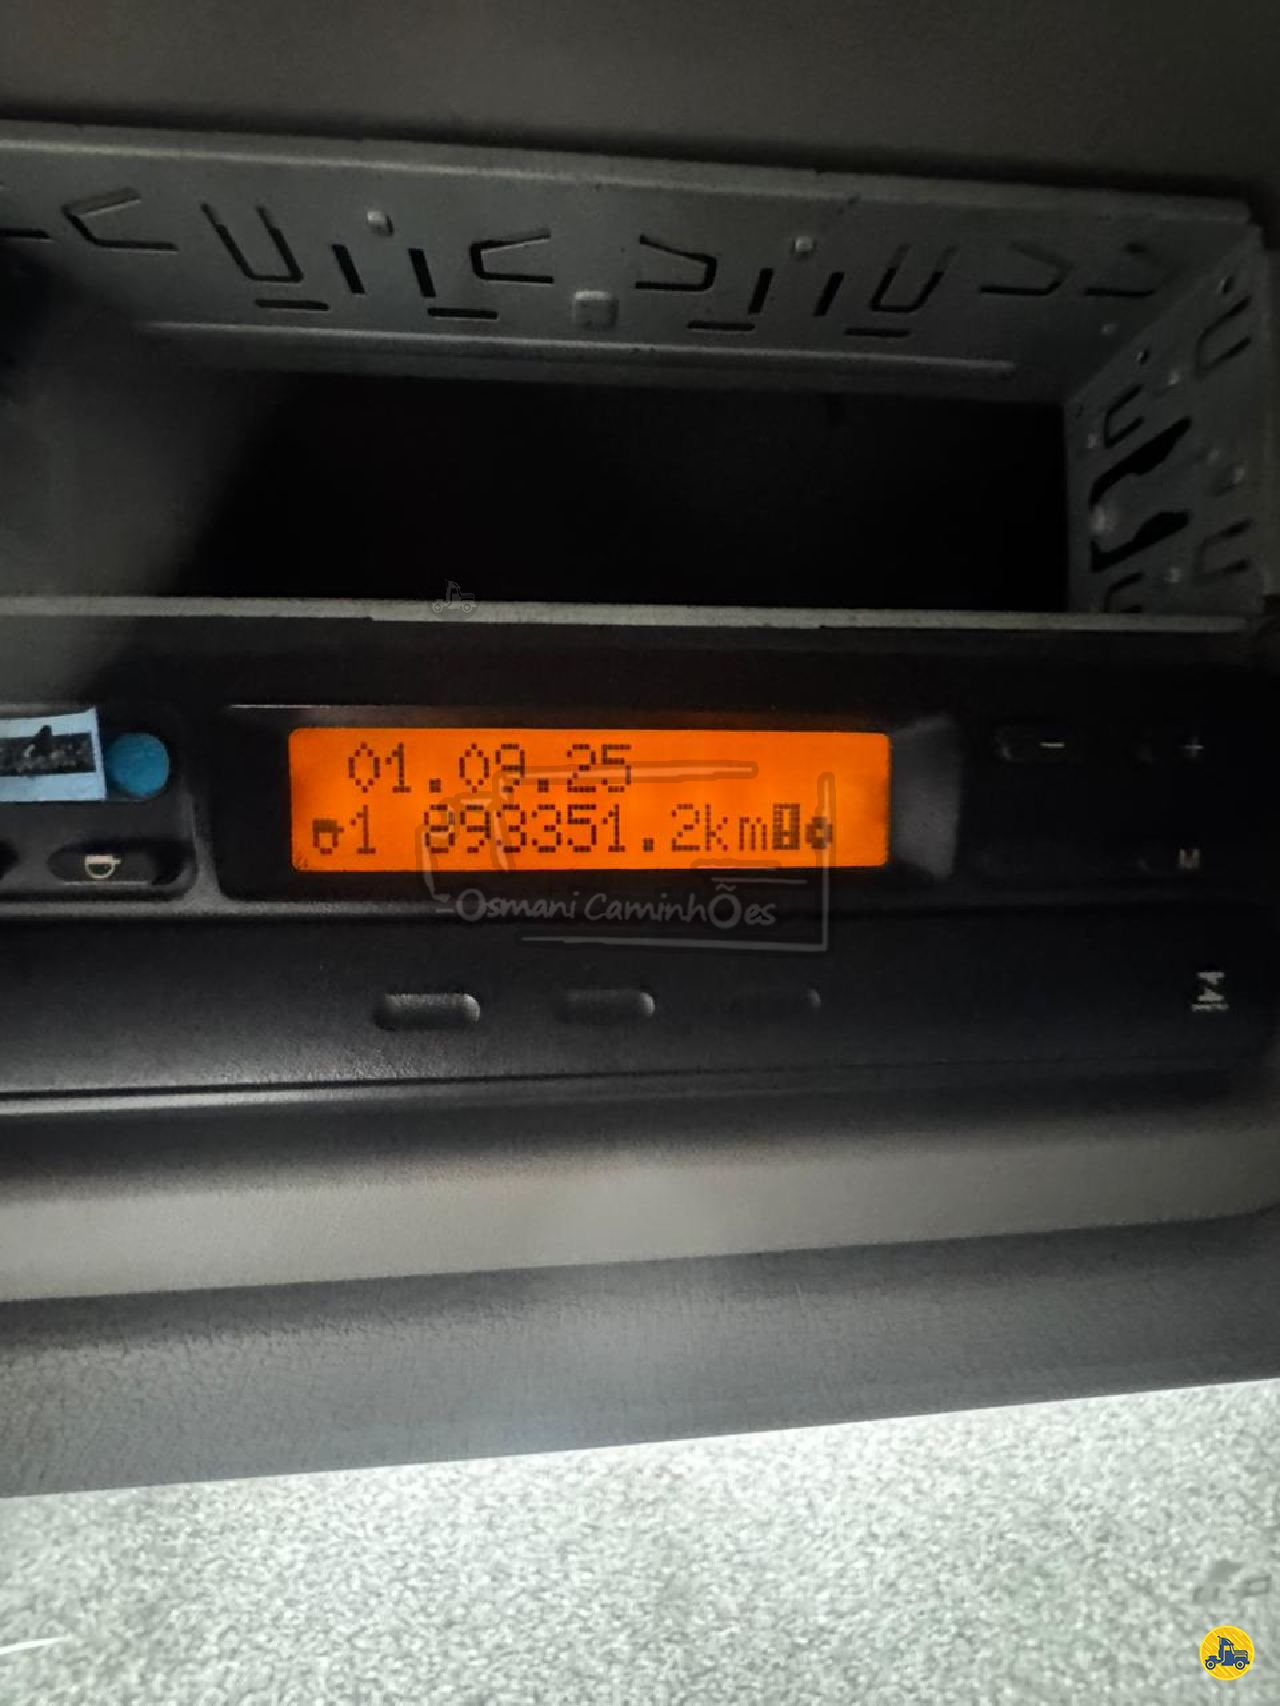 01.09.25
1 893351.2km
Osmani CaminhÕes
- +
M